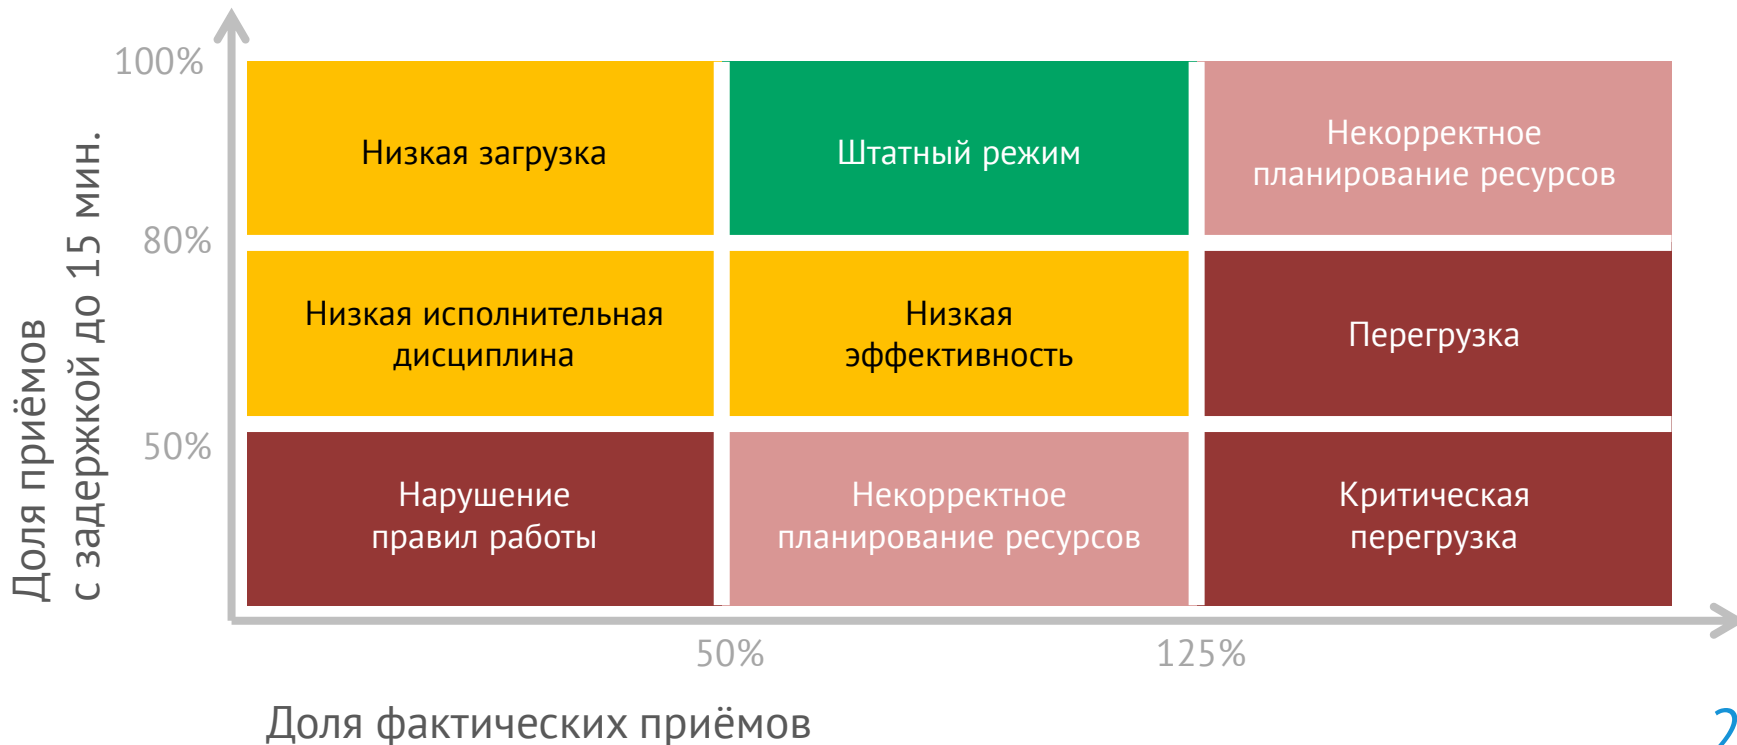 Доля приёмов
с задержкой до 15 мин.
100%
80%
50%
Низкая загрузка
Штатный режим
Некорректное
планирование ресурсов
Низкая исполнительная
дисциплина
Низкая
эффективность
Перегрузка
Нарушение
правил работы
Некорректное
планирование ресурсов
Критическая
перегрузка
50%
125%
Доля фактических приёмов
2